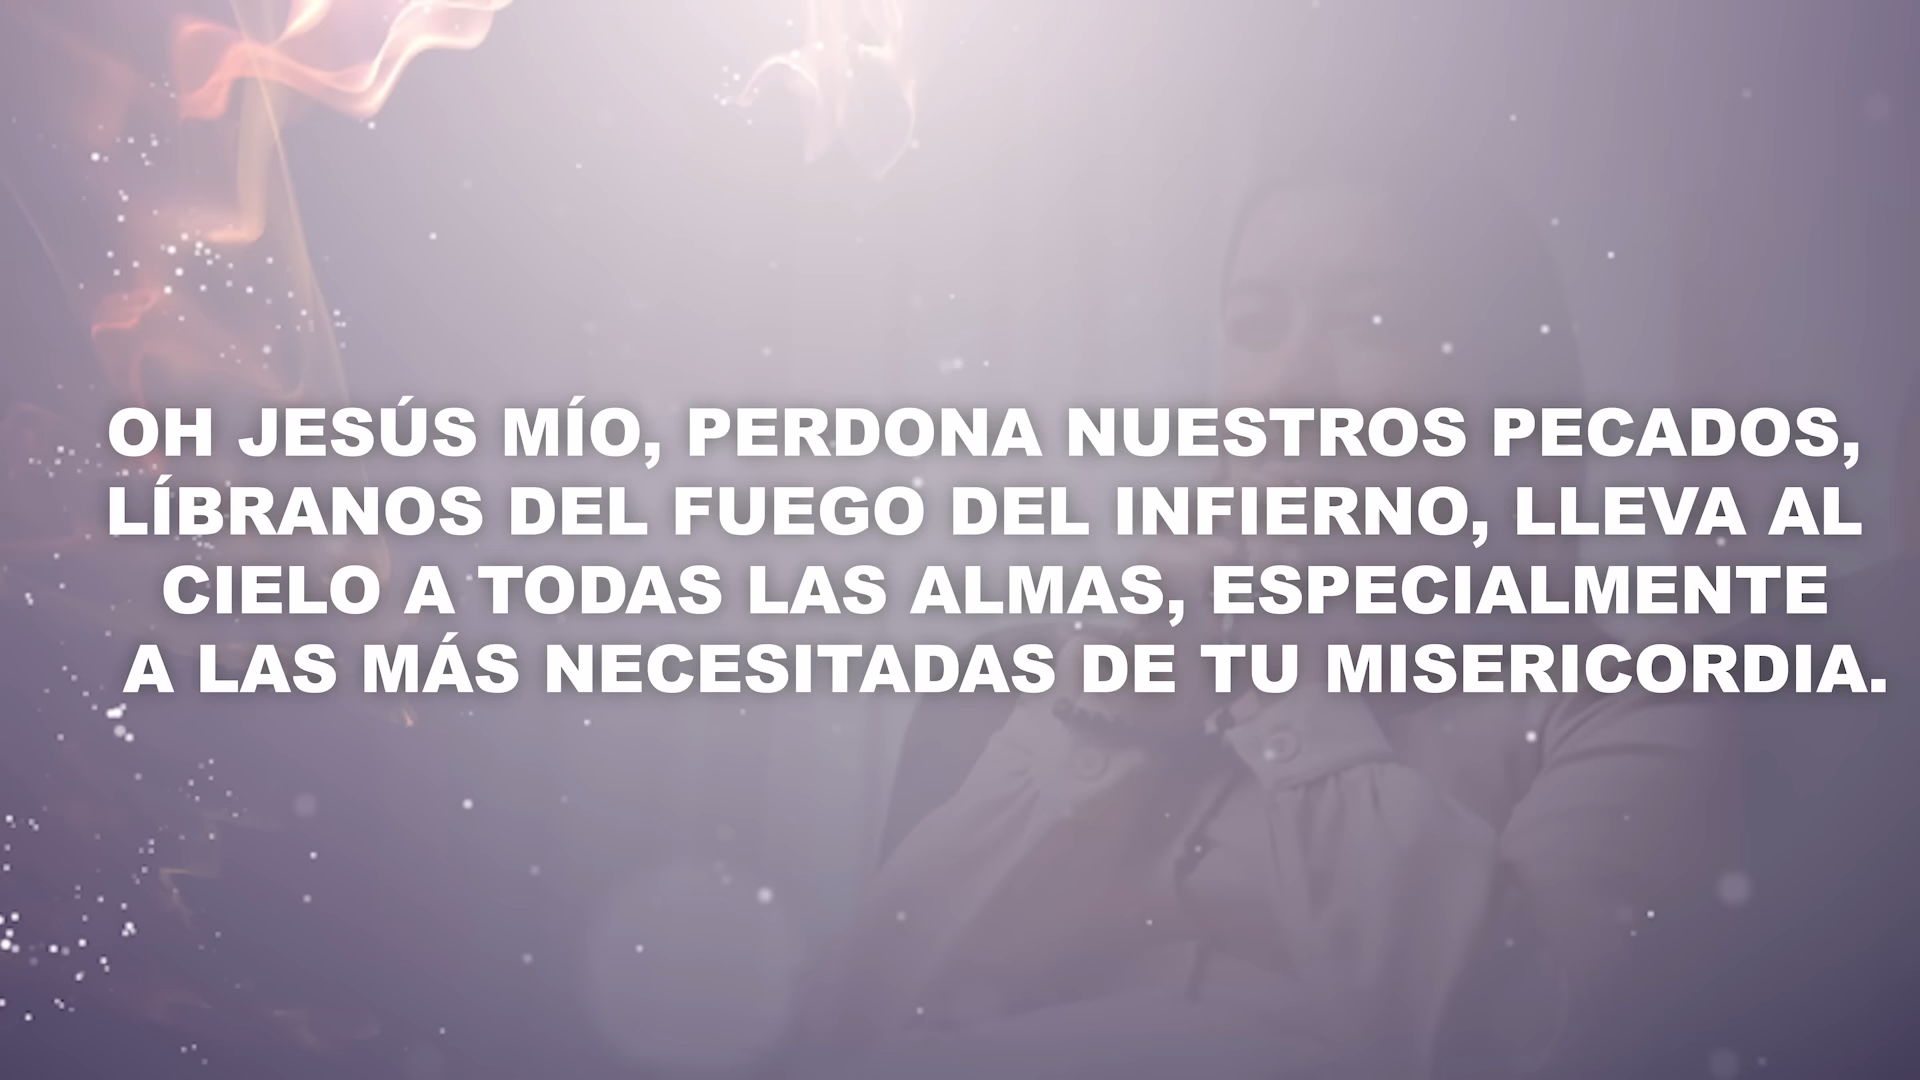 OH JESÚS MÍO, PERDONA NUESTROS PECADOS,
LÍBRANOS DEL FUEGO DEL INFIERNO, LLEVA AL
CIELO A TODAS LAS ALMAS, ESPECIALMENTE
A LAS MÁS NECESITADAS DE TU MISERICORDIA.